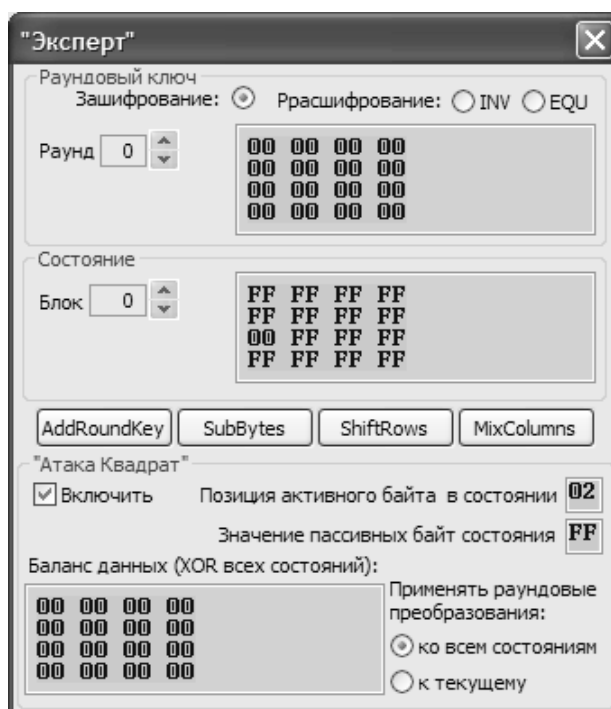 "Эксперт"
Раундовый ключ
Зашифрование: Ррасшифрование: INV EQU
Раунд 0
00 00 00 00
00 00 00 00
00 00 00 00
00 00 00 00
Состояние
Блок 0
FF FF FF FF
FF FF FF FF
00 FF FF FF
FF FF FF FF
AddRoundKey SubBytes ShiftRows MixColumns
"Атака Квадрат"
Включить Позиция активного байта в состоянии 02
Значение пассивных байт состояния FF
Баланс данных (XOR всех состояний):
00 00 00 00
00 00 00 00
00 00 00 00
00 00 00 00
Применять раундовые
преобразования:
ко всем состояниям
к текущему